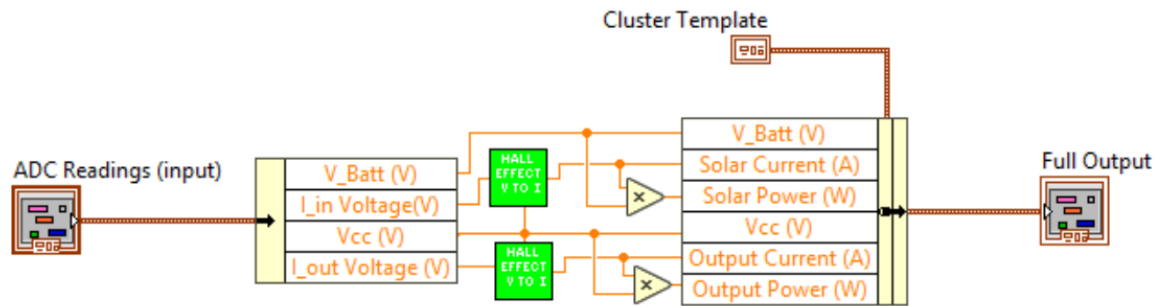 Cluster Template
ADC Readings (input)
V_Batt (V)
I_in Voltage(V)
Vcc (V)
I_out Voltage (V)
HALL
EFFECT
V TO I
HALL
EFFECT
V TO I
×
×
V_Batt (V)
Solar Current (A)
Solar Power (W)
Vcc (V)
Output Current (A)
Output Power (W)
Full Output